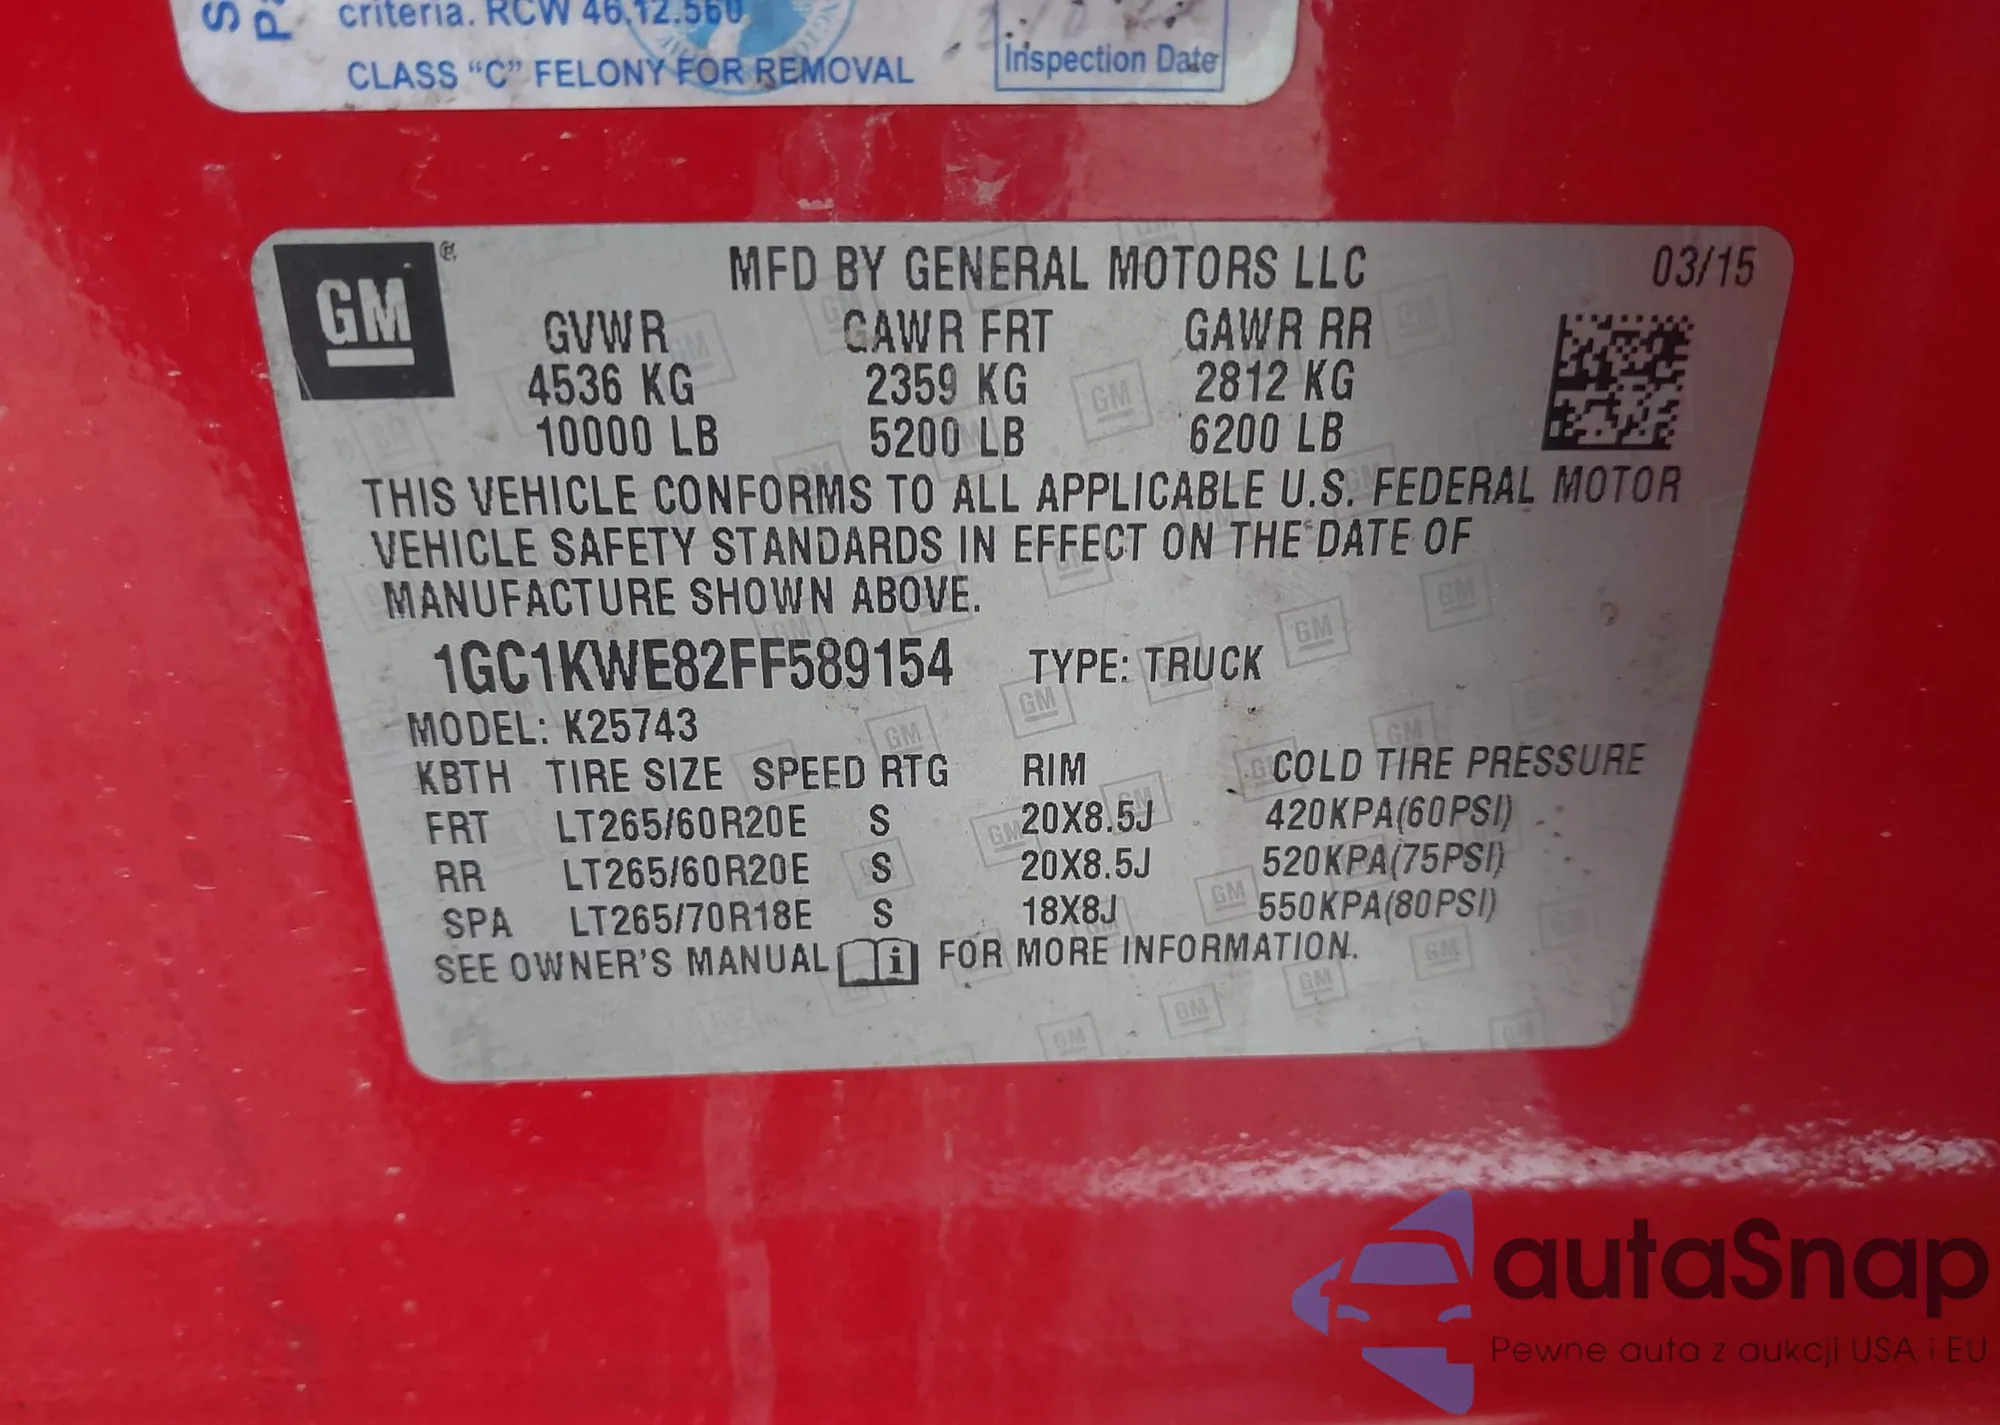 criteria. RCW 46.12.560
CLASS "C" FELONY FOR REMOVAL
Inspection Date
GM ®
MFD BY GENERAL MOTORS LLC 03/15
GVWR GAWR FRT GAWR RR
4536 KG 2359 KG 2812 KG
10000 LB 5200 LB 6200 LB
THIS VEHICLE CONFORMS TO ALL APPLICABLE U.S. FEDERAL MOTOR
VEHICLE SAFETY STANDARDS IN EFFECT ON THE DATE OF
MANUFACTURE SHOWN ABOVE.
1GC1KWE82FF589154 TYPE: TRUCK
MODEL: K25743
KBTH TIRE SIZE SPEED RTG RIM COLD TIRE PRESSURE
FRT LT265/60R20E S 20X8.5J 420KPA(60PSI)
RR LT265/60R20E S 20X8.5J 520KPA(75PSI)
SPA LT265/70R18E S 18X8J 550KPA(80PSI)
SEE OWNER'S MANUAL i FOR MORE INFORMATION.
autaSnap
Pewne auta z aukcji USA i EU